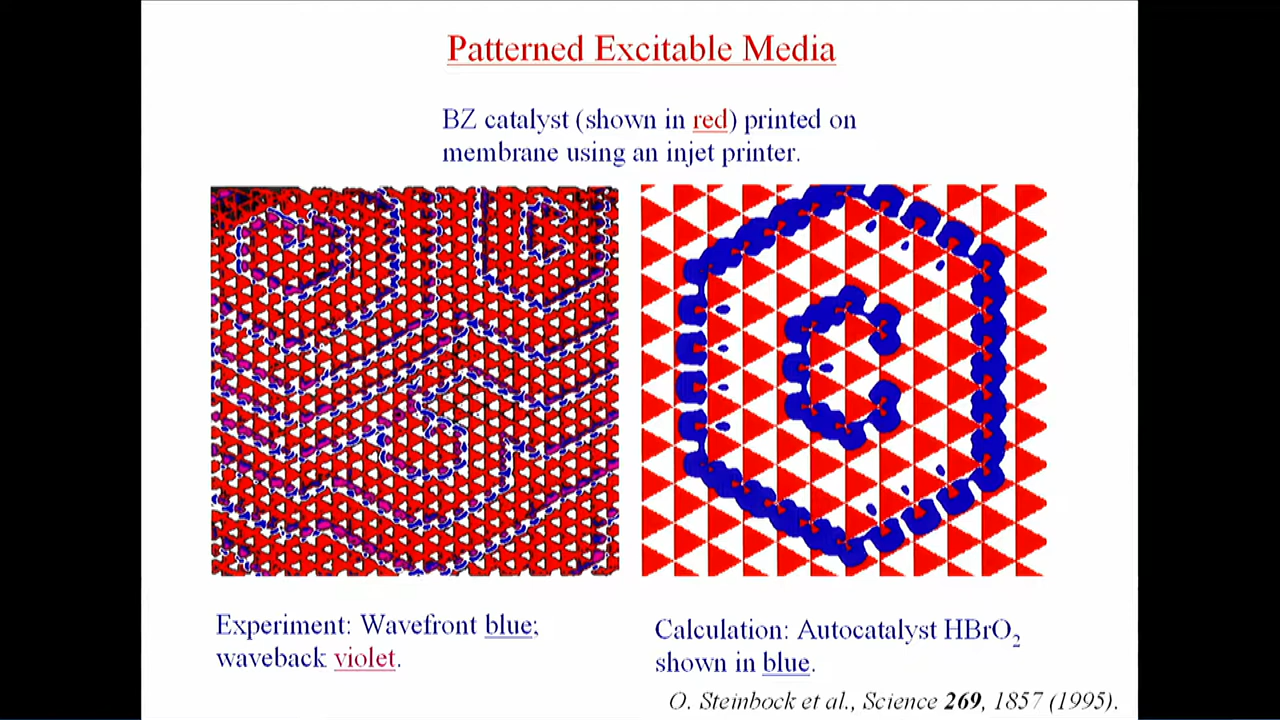 Patterned Excitable Media
BZ catalyst (shown in red) printed on
membrane using an injet printer.
Experiment: Wavefront blue;
waveback violet.
Calculation: Autocatalyst HBrO₂
shown in blue.
O. Steinbock et al., Science 269, 1857 (1995).